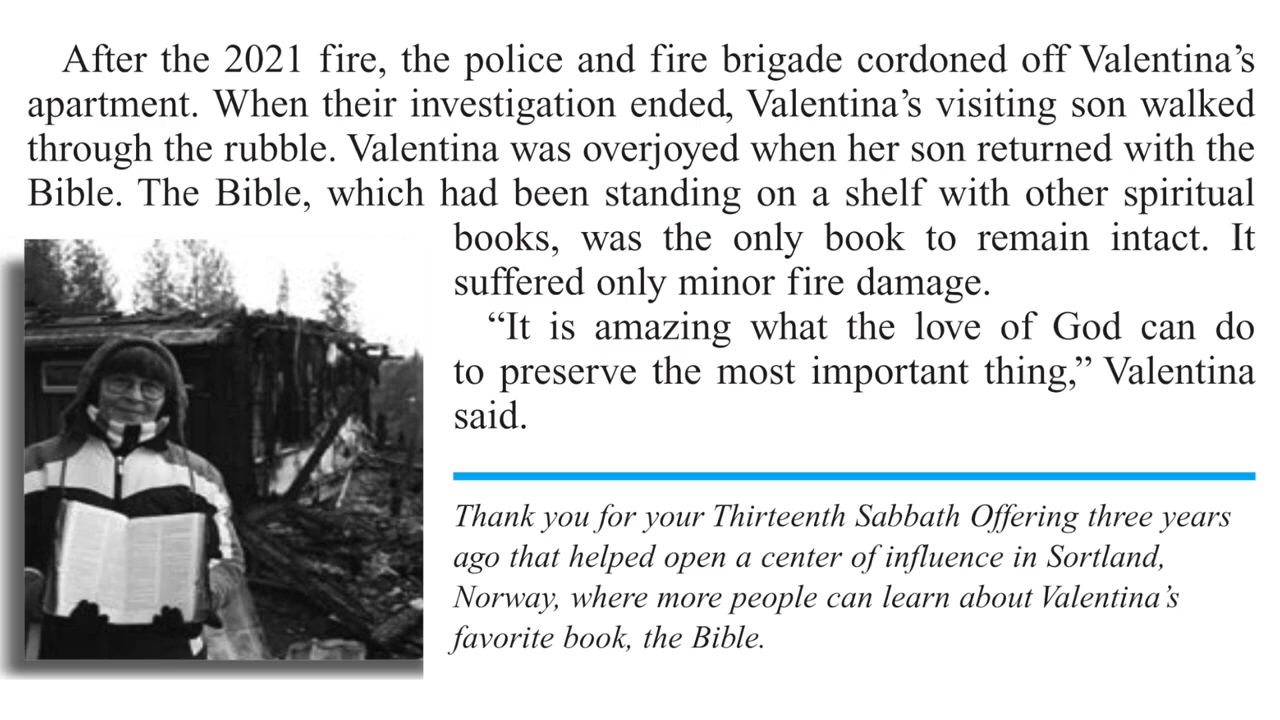 After the 2021 fire, the police and fire brigade cordoned off Valentina’s
apartment. When their investigation ended, Valentina’s visiting son walked
through the rubble. Valentina was overjoyed when her son returned with the
Bible. The Bible, which had been standing on a shelf with other spiritual
books, was the only book to remain intact. It
suffered only minor fire damage.
“It is amazing what the love of God can do
to preserve the most important thing,” Valentina
said.
Thank you for your Thirteenth Sabbath Offering three years
ago that helped open a center of influence in Sortland,
Norway, where more people can learn about Valentina’s
favorite book, the Bible.